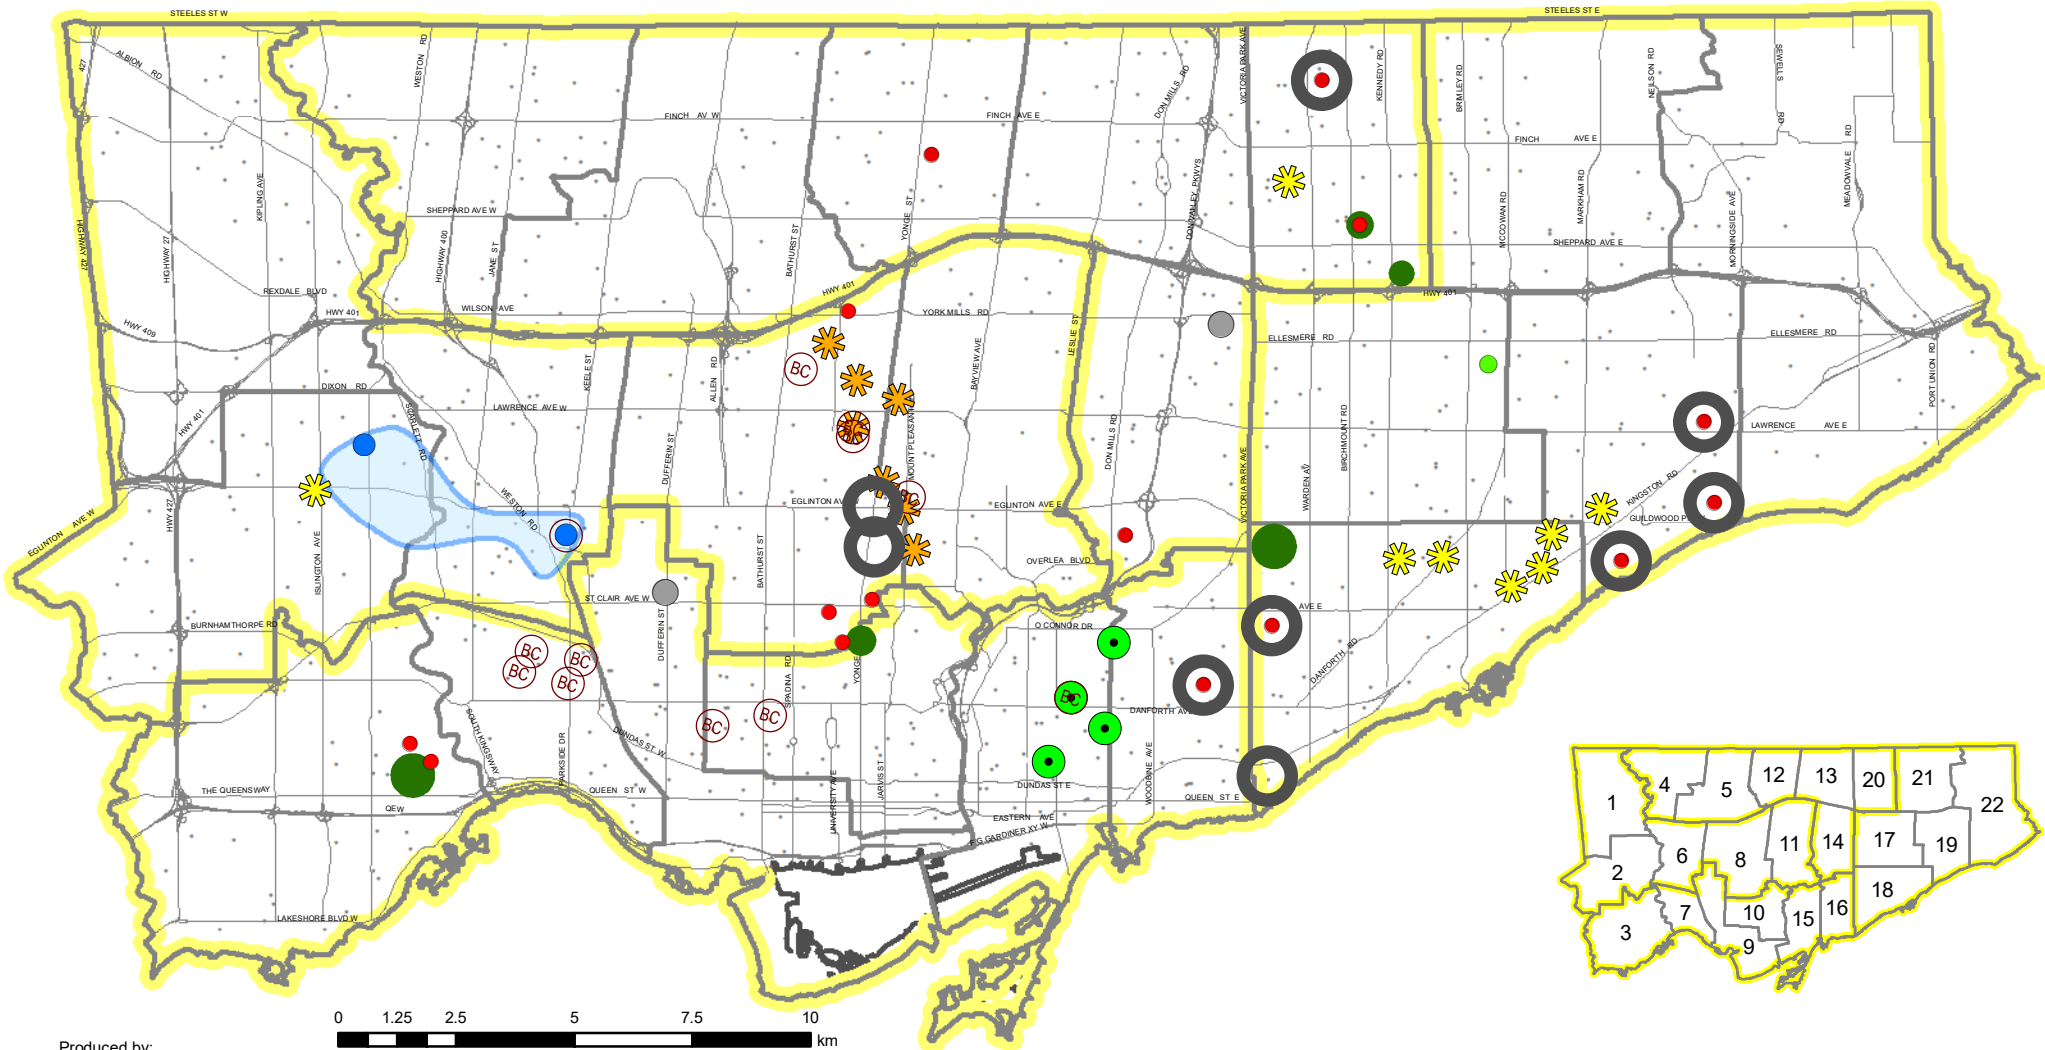 STEELES ST W
STEELES ST E
427
ALBION RD
WESTON RD
VICTORIA PARK AVE
KENNEDY RD
BRIMLEY RD
NEILSON RD
SEWELLS RD
DON MILLS RD
FINCH AV W
FINCH AVE E
FINCH AVE E
KIPLING AVE
HIGHWAY 427
HIGHWAY 27
SHEPPARD AVE W
HIGHWAY 400
JANE ST
BATHURST ST
YONGE ST
DON VALLEY PKWYS
MCCOWAN RD
MARKHAM RD
MORNINGSIDE AVE
MEADOWVALE RD
SHEPPARD AVE E
REXDALE BLVD
HWY 401
WILSON AVE
HWY 401
YORK MILLS RD
HWY 401
HWY 409
ELLESMERE RD
ELLESMERE RD
LESLIE ST
BAYVIEW AVE
KEELE ST
ALLEN RD
BC
PORT UNION RD
DIXON RD
HWY 401
SCARLETT RD
LAWRENCE AVE W
LAWRENCE AVE E
MOUNT PLEASANT
DON MILLS RD
WARDEN AV
BIRCHMOUNT RD
DUFFERIN ST
VICTORIA PARK AVE
KINGSTON RD
EGLINTON AVE W
HWY 427
WESTON RD
EGLINTON AVE E
GUILDWOOD P
ISLINGTON AVE
BATHURST ST
OVERLEA BLVD
ST CLAIR AVE W
AVE E
BURNHAMTHORPE RD
DUFFERIN ST
O CONNOR DR
BC
BC
BC
BC
SPADINA RD
YONGE
DANFORTH RD
BC
BC
BC
DANFORTH AVE
SOUTH KINGSWAY
DUNDAS ST W
PARKSIDE DR
UNIVERSITY AVE
JARVIS ST
WOODBINE AVE
THE QUEENSWAY
QEW
QUEEN ST W
DUNDAS ST E
QUEEN ST E
EASTERN AVE
F G GARDINER XY W
LAKESHORE BLVD W
1
2
3
4
5
6
7
8
9
10
11
12
13
14
15
16
17
18
19
20
21
22
0 1.25 2.5 5 7.5 10
km
Produced by: